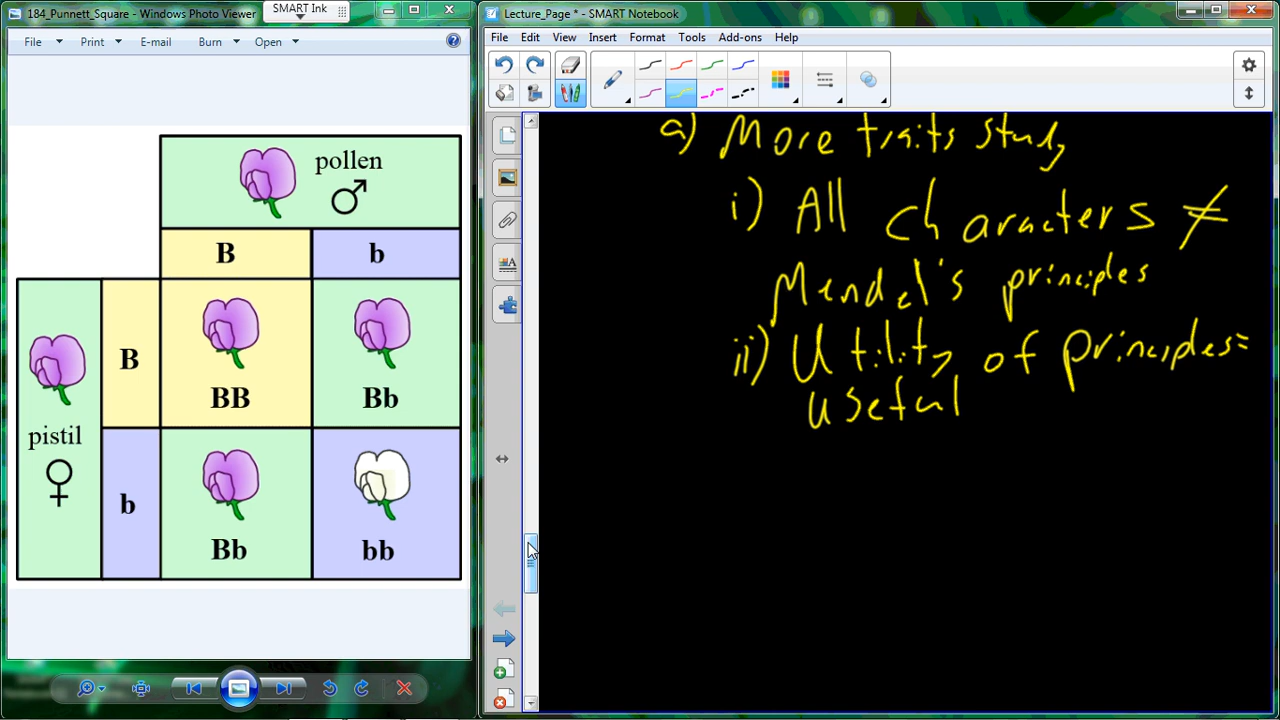 184_Punnett_Square - Windows Photo Viewer
SMART Ink
File Print E-mail Burn Open
pollen
♂
B b
pistil
♀
B
BB Bb
b
Bb bb
Lecture_Page * - SMART Notebook
File Edit View Insert Format Tools Add-ons Help
a) More traits study
i) All characters ≠
Mendel's principles
ii) Utility of principles=
useful